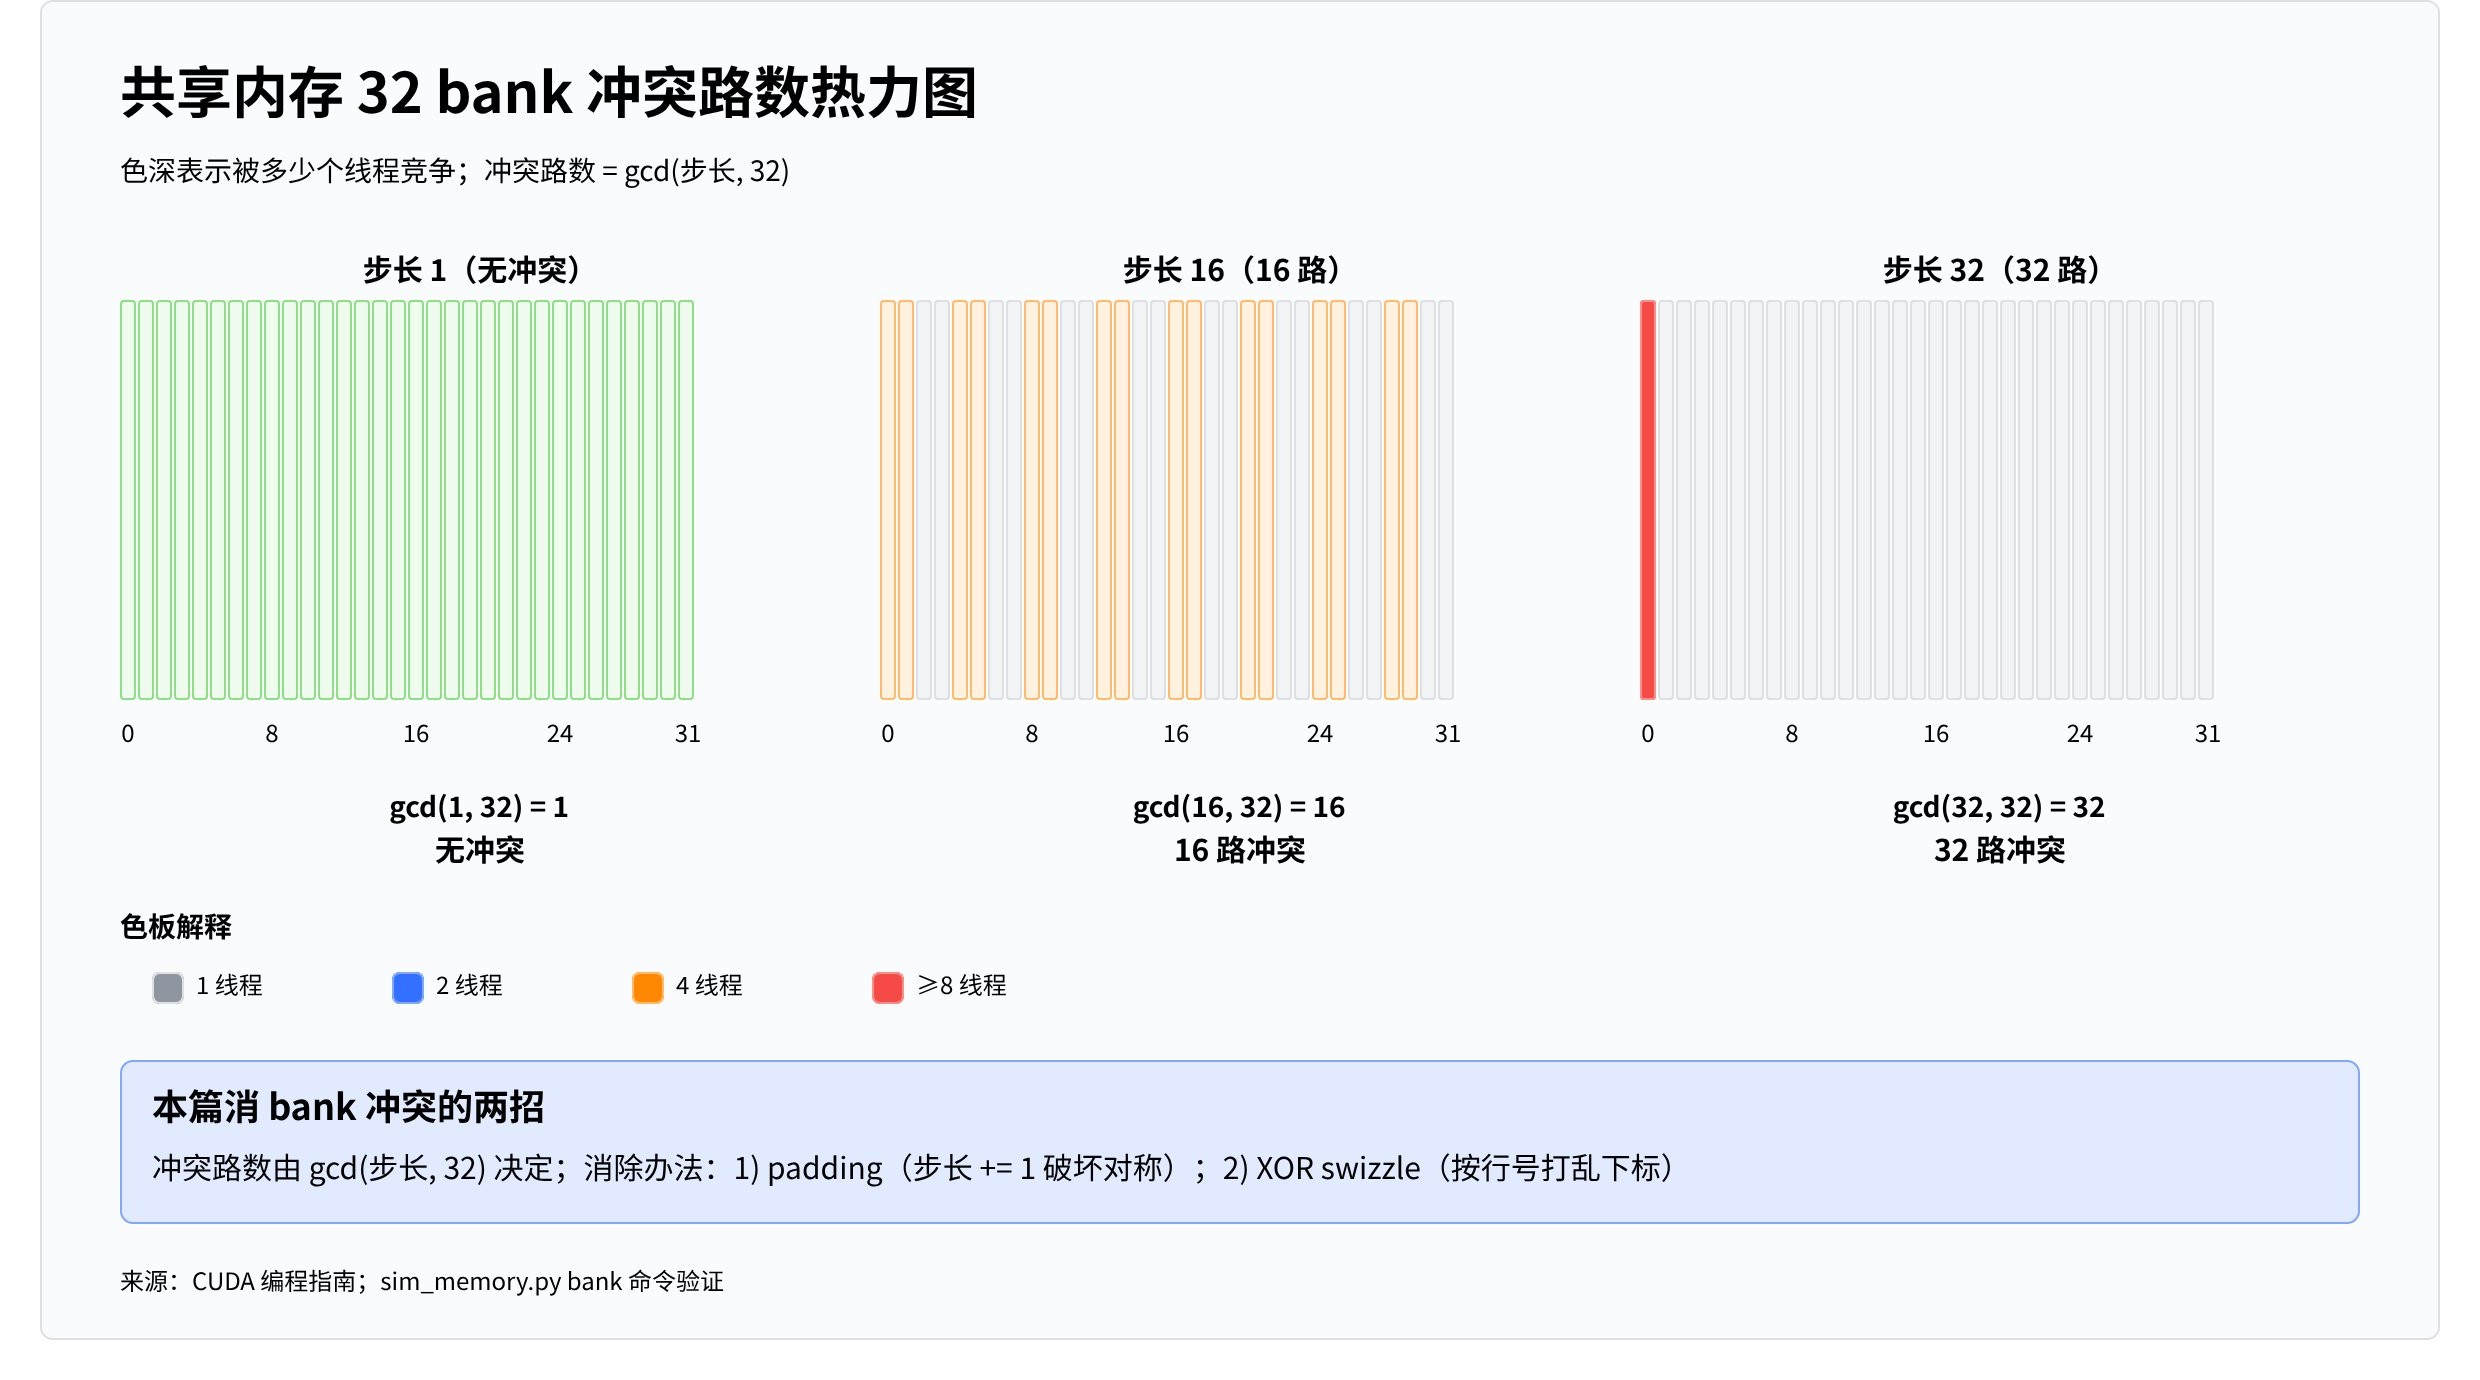 共享内存 32 bank 冲突路数热力图
色深表示被多少个线程竞争；冲突路数 = gcd(步长, 32)
步长 1（无冲突）
0 8 16 24 31
gcd(1, 32) = 1
无冲突
步长 16（16 路）
0 8 16 24 31
gcd(16, 32) = 16
16 路冲突
步长 32（32 路）
0 8 16 24 31
gcd(32, 32) = 32
32 路冲突
色板解释
1 线程
2 线程
4 线程
≥8 线程
本篇消 bank 冲突的两招
冲突路数由 gcd(步长, 32) 决定；消除办法：1) padding（步长 += 1 破坏对称）；2) XOR swizzle（按行号打乱下标）
来源：CUDA 编程指南；sim_memory.py bank 命令验证